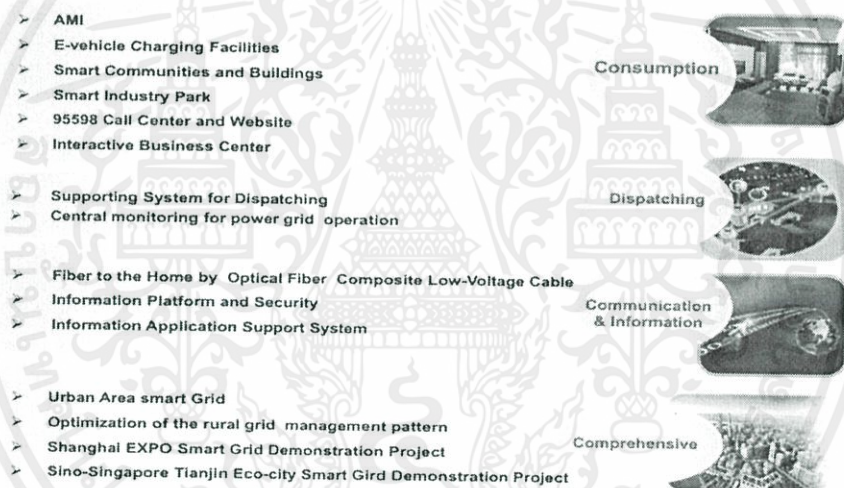 ➢ AMI
➢ E-vehicle Charging Facilities
➢ Smart Communities and Buildings
➢ Smart Industry Park
➢ 95598 Call Center and Website
➢ Interactive Business Center
Consumption
➢ Supporting System for Dispatching
➢ Central monitoring for power grid operation
Dispatching
➢ Fiber to the Home by Optical Fiber Composite Low-Voltage Cable
➢ Information Platform and Security
➢ Information Application Support System
Communication
& Information
➢ Urban Area smart Grid
➢ Optimization of the rural grid management pattern
➢ Shanghai EXPO Smart Grid Demonstration Project
➢ Sino-Singapore Tianjin Eco-city Smart Gird Demonstration Project
Comprehensive